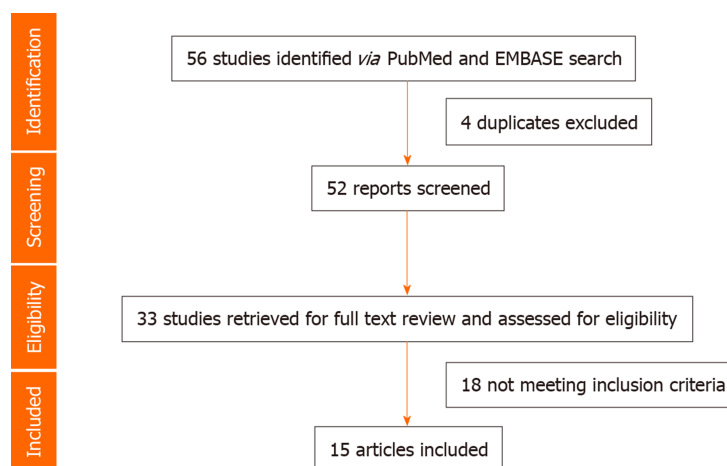 Identification
56 studies identified via PubMed and EMBASE search
4 duplicates excluded
Screening
52 reports screened
Eligibility
33 studies retrieved for full text review and assessed for eligibility
18 not meeting inclusion criteria
Included
15 articles included